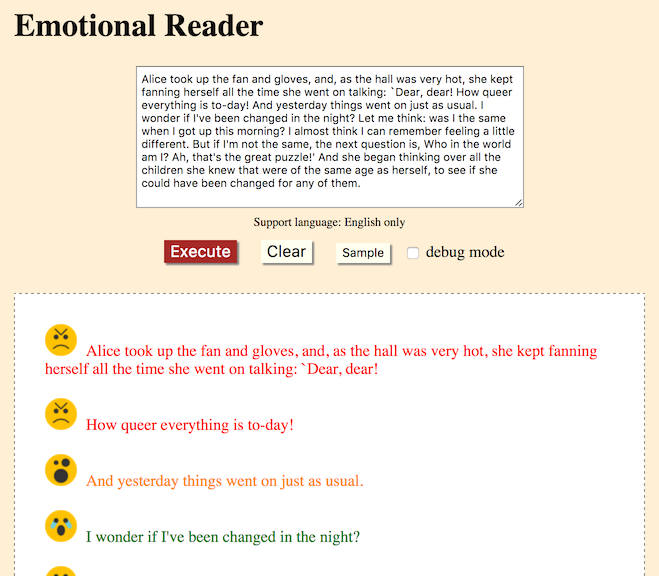 Emotional Reader
Alice took up the fan and gloves, and, as the hall was very hot, she kept
fanning herself all the time she went on talking: `Dear, dear! How queer
everything is to-day! And yesterday things went on just as usual. I
wonder if I've been changed in the night? Let me think: was I the same
when I got up this morning? I almost think I can remember feeling a little
different. But if I'm not the same, the next question is, Who in the world
am I? Ah, that's the great puzzle!' And she began thinking over all the
children she knew that were of the same age as herself, to see if she
could have been changed for any of them.
Support language: English only
Execute Clear Sample debug mode
Alice took up the fan and gloves, and, as the hall was very hot, she kept fanning
herself all the time she went on talking: `Dear, dear!
How queer everything is to-day!
And yesterday things went on just as usual.
I wonder if I've been changed in the night?